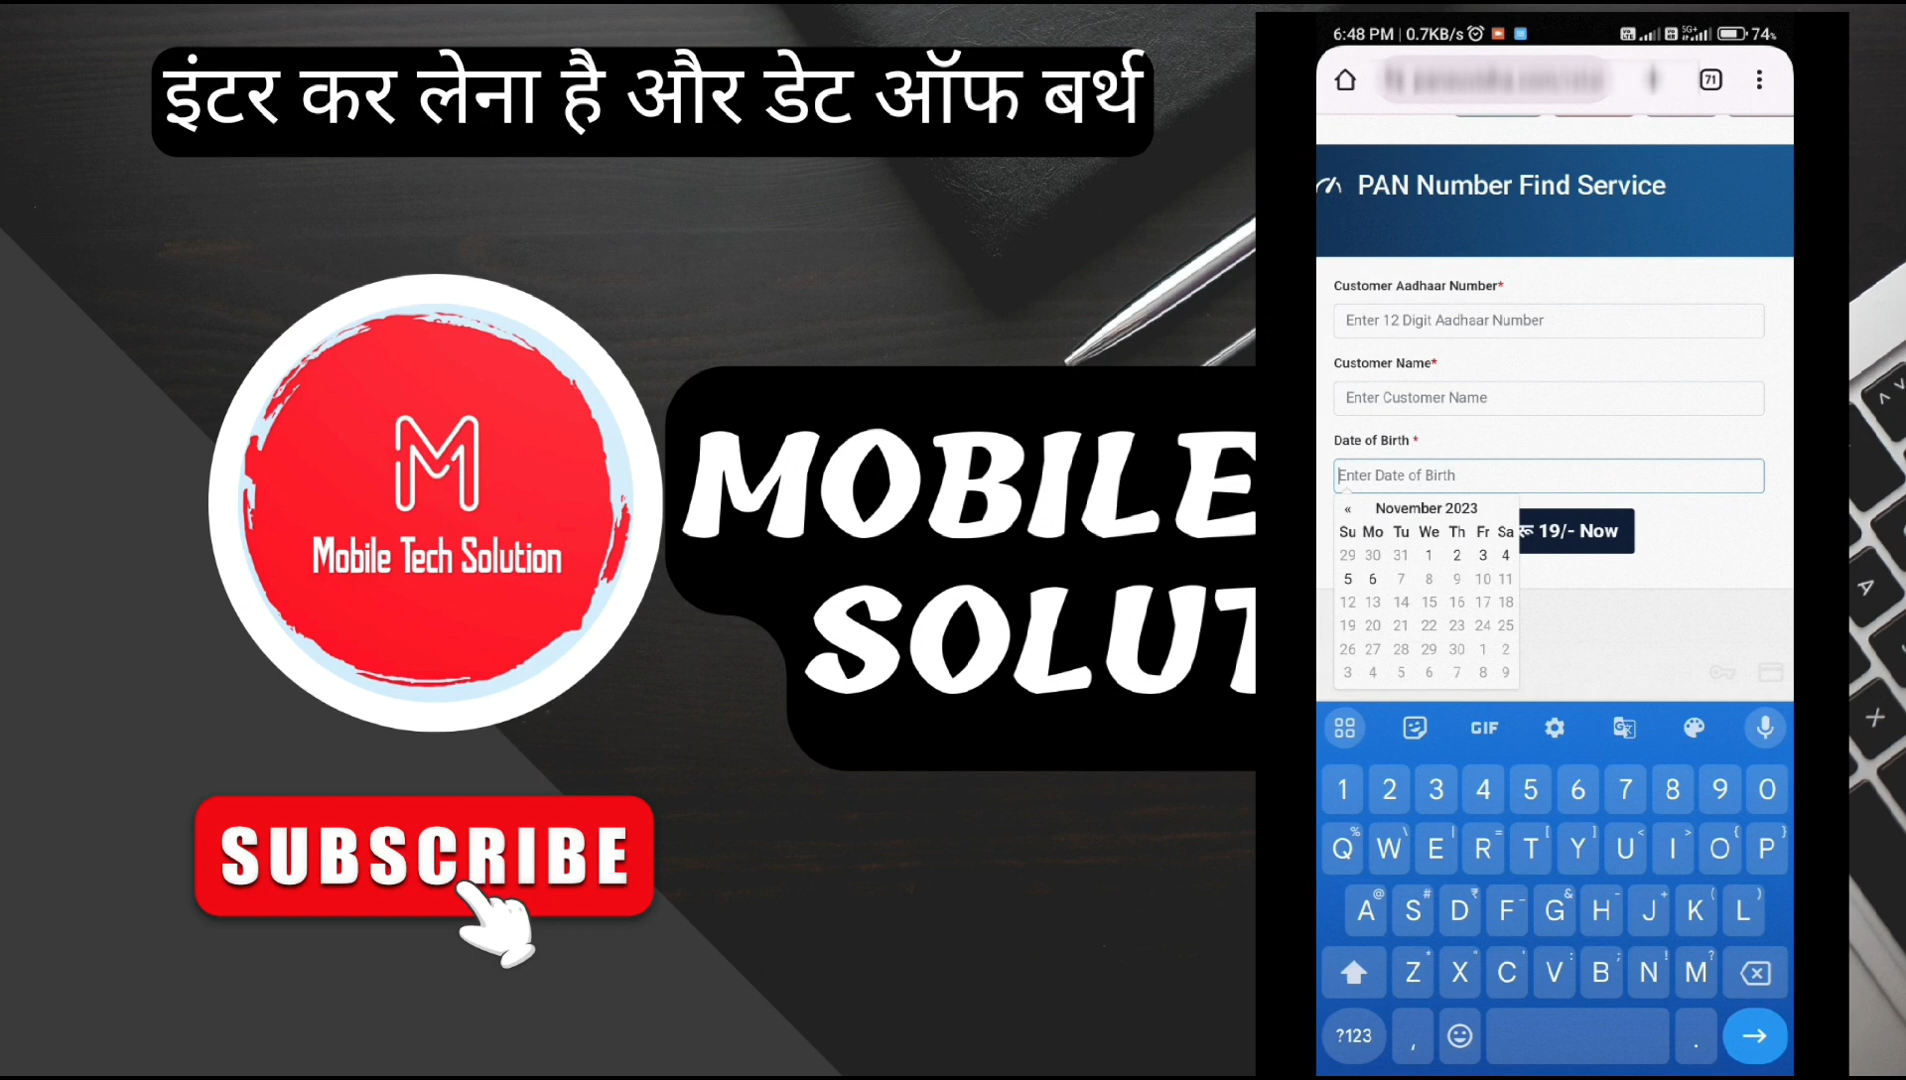 इंटर कर लेना है और डेट ऑफ बर्थ
M
Mobile Tech Solution
MOBILE
SOLUT
SUBSCRIBE
6:48 PM | 0.7KB/s 5G+ 74%
71
PAN Number Find Service
Customer Aadhaar Number*
Enter 12 Digit Aadhaar Number
Customer Name*
Enter Customer Name
Date of Birth *
Enter Date of Birth
« November 2023
रू 19/- Now
Su Mo Tu We Th Fr Sa
29 30 31 1 2 3 4
5 6 7 8 9 10 11
12 13 14 15 16 17 18
19 20 21 22 23 24 25
26 27 28 29 30 1 2
3 4 5 6 7 8 9
GIF
1 2 3 4 5 6 7 8 9 0
% \ | = [ ] < > { }
Q W E R T Y U I O P
@ # ₹ _ & - + ( )
A S D F G H J K L
* " ' : ; ! ?
Z X C V B N M
?123 , .